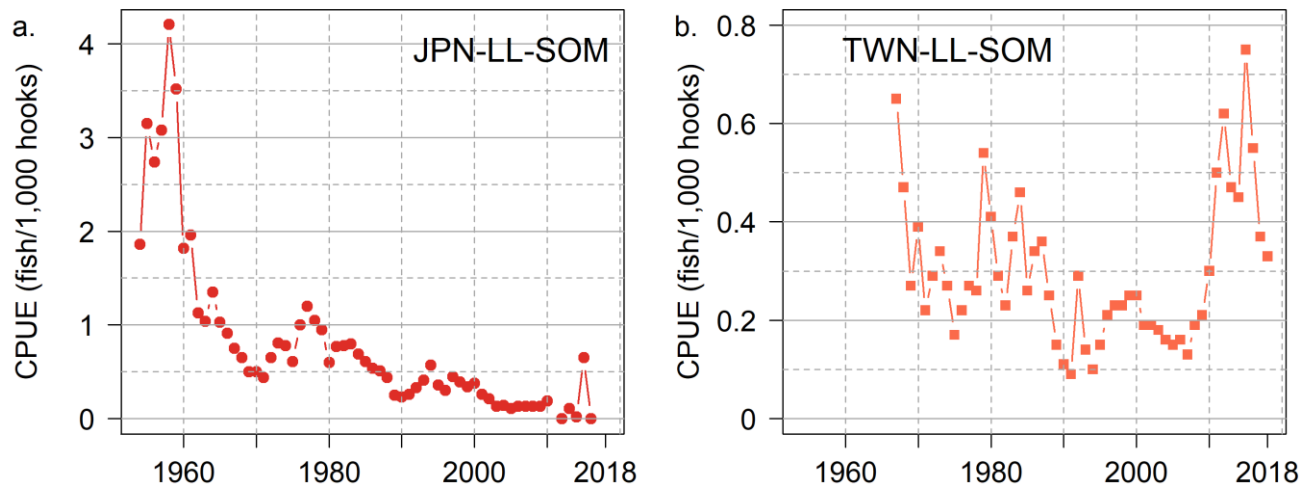 a.
JPN-LL-SOM
CPUE (fish/1,000 hooks)
4
3
2
1
0
1960 1980 2000 2018
b.
TWN-LL-SOM
CPUE (fish/1,000 hooks)
0.8
0.6
0.4
0.2
0
1960 1980 2000 2018